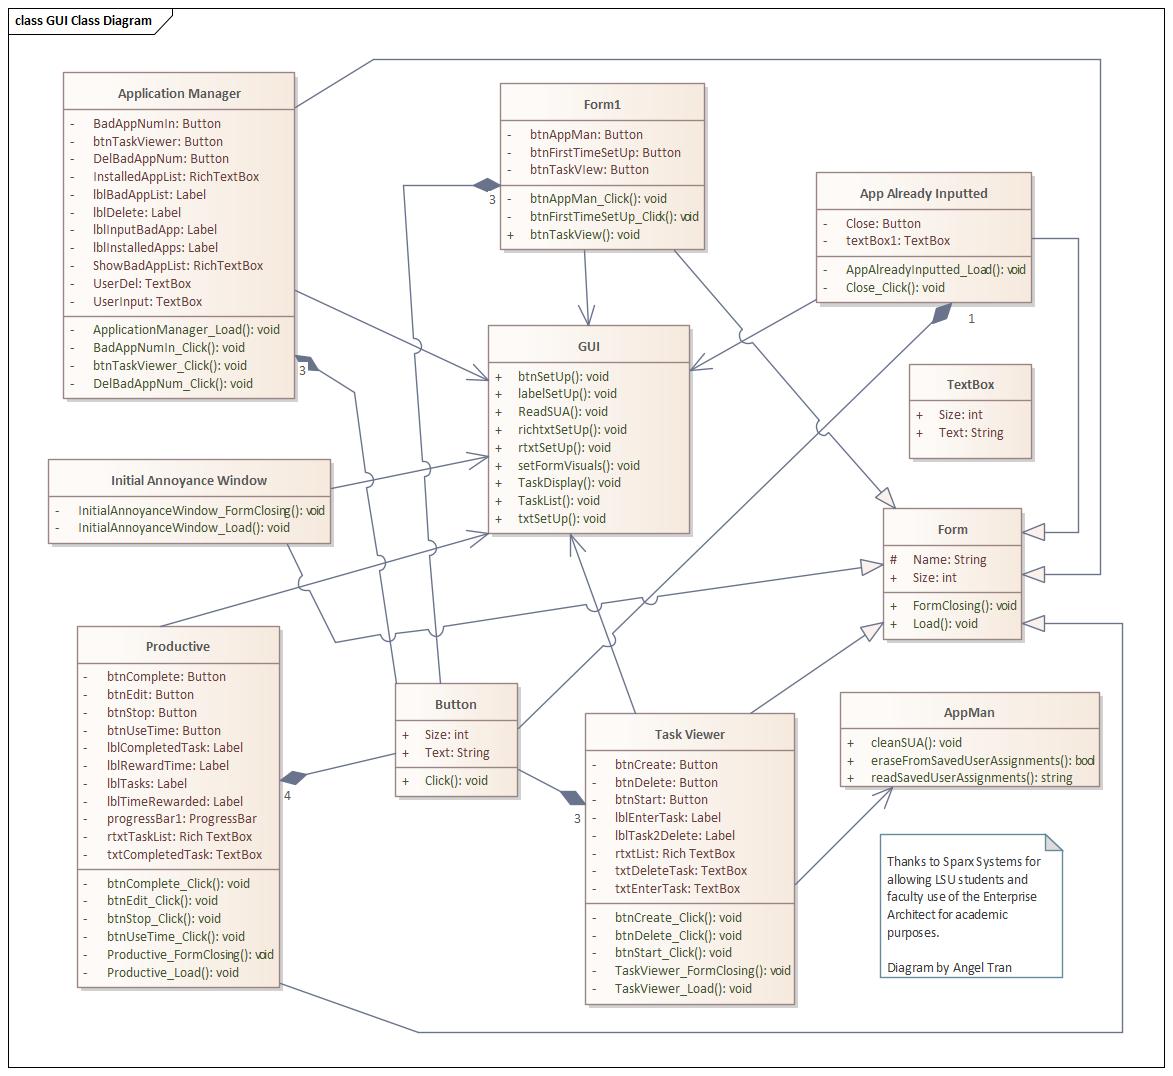 class GUI Class Diagram
Application Manager
- BadAppNumIn: Button
- btnTaskViewer: Button
- DelBadAppNum: Button
- InstalledAppList: RichTextBox
- lblBadAppList: Label
- lblDelete: Label
- lblInputBadApp: Label
- lblInstalledApps: Label
- ShowBadAppList: RichTextBox
- UserDel: TextBox
- UserInput: TextBox
- ApplicationManager_Load(): void
- BadAppNumIn_Click(): void
- btnTaskViewer_Click(): void
- DelBadAppNum_Click(): void
3
Form1
- btnAppMan: Button
- btnFirstTimeSetUp: Button
- btnTaskVIew: Button
- btnAppMan_Click(): void
- btnFirstTimeSetUp_Click(): void
+ btnTaskView(): void
3
App Already Inputted
- Close: Button
- textBox1: TextBox
- AppAlreadyInputted_Load(): void
- Close_Click(): void
1
GUI
+ btnSetUp(): void
+ labelSetUp(): void
+ ReadSUA(): void
+ richtxtSetUp(): void
+ rtxtSetUp(): void
+ setFormVisuals(): void
+ TaskDisplay(): void
+ TaskList(): void
+ txtSetUp(): void
TextBox
+ Size: int
+ Text: String
Initial Annoyance Window
- InitialAnnoyanceWindow_FormClosing(): void
- InitialAnnoyanceWindow_Load(): void
Form
# Name: String
+ Size: int
+ FormClosing(): void
+ Load(): void
Productive
- btnComplete: Button
- btnEdit: Button
- btnStop: Button
- btnUseTime: Button
- lblCompletedTask: Label
- lblRewardTime: Label
- lblTasks: Label
- lblTimeRewarded: Label
- progressBar1: ProgressBar
- rtxtTaskList: Rich TextBox
- txtCompletedTask: TextBox
- btnComplete_Click(): void
- btnEdit_Click(): void
- btnStop_Click(): void
- btnUseTime_Click(): void
- Productive_FormClosing(): void
- Productive_Load(): void
4
Button
+ Size: int
+ Text: String
+ Click(): void
3
Task Viewer
- btnCreate: Button
- btnDelete: Button
- btnStart: Button
- lblEnterTask: Label
- lblTask2Delete: Label
- rtxtList: Rich TextBox
- txtDeleteTask: TextBox
- txtEnterTask: TextBox
- btnCreate_Click(): void
- btnDelete_Click(): void
- btnStart_Click(): void
- TaskViewer_FormClosing(): void
- TaskViewer_Load(): void
AppMan
+ cleanSUA(): void
+ eraseFromSavedUserAssignments(): bool
+ readSavedUserAssignments(): string
Thanks to Sparx Systems for
allowing LSU students and
faculty use of the Enterprise
Architect for academic
purposes.
Diagram by Angel Tran